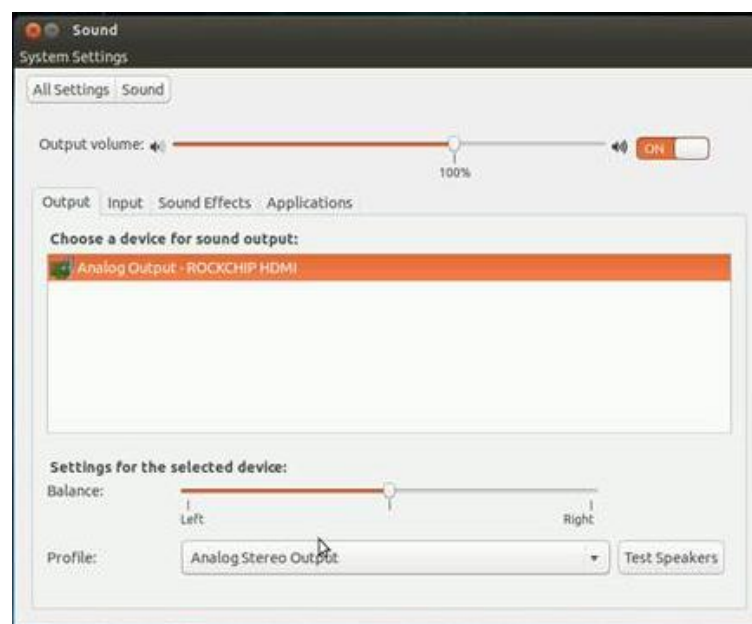 Sound
System Settings
All Settings Sound
Output volume: ON
100%
Output Input Sound Effects Applications
Choose a device for sound output:
Analog Output - ROCKCHIP HDMI
Settings for the selected device:
Balance:
Left Right
Profile: Analog Stereo Output Test Speakers